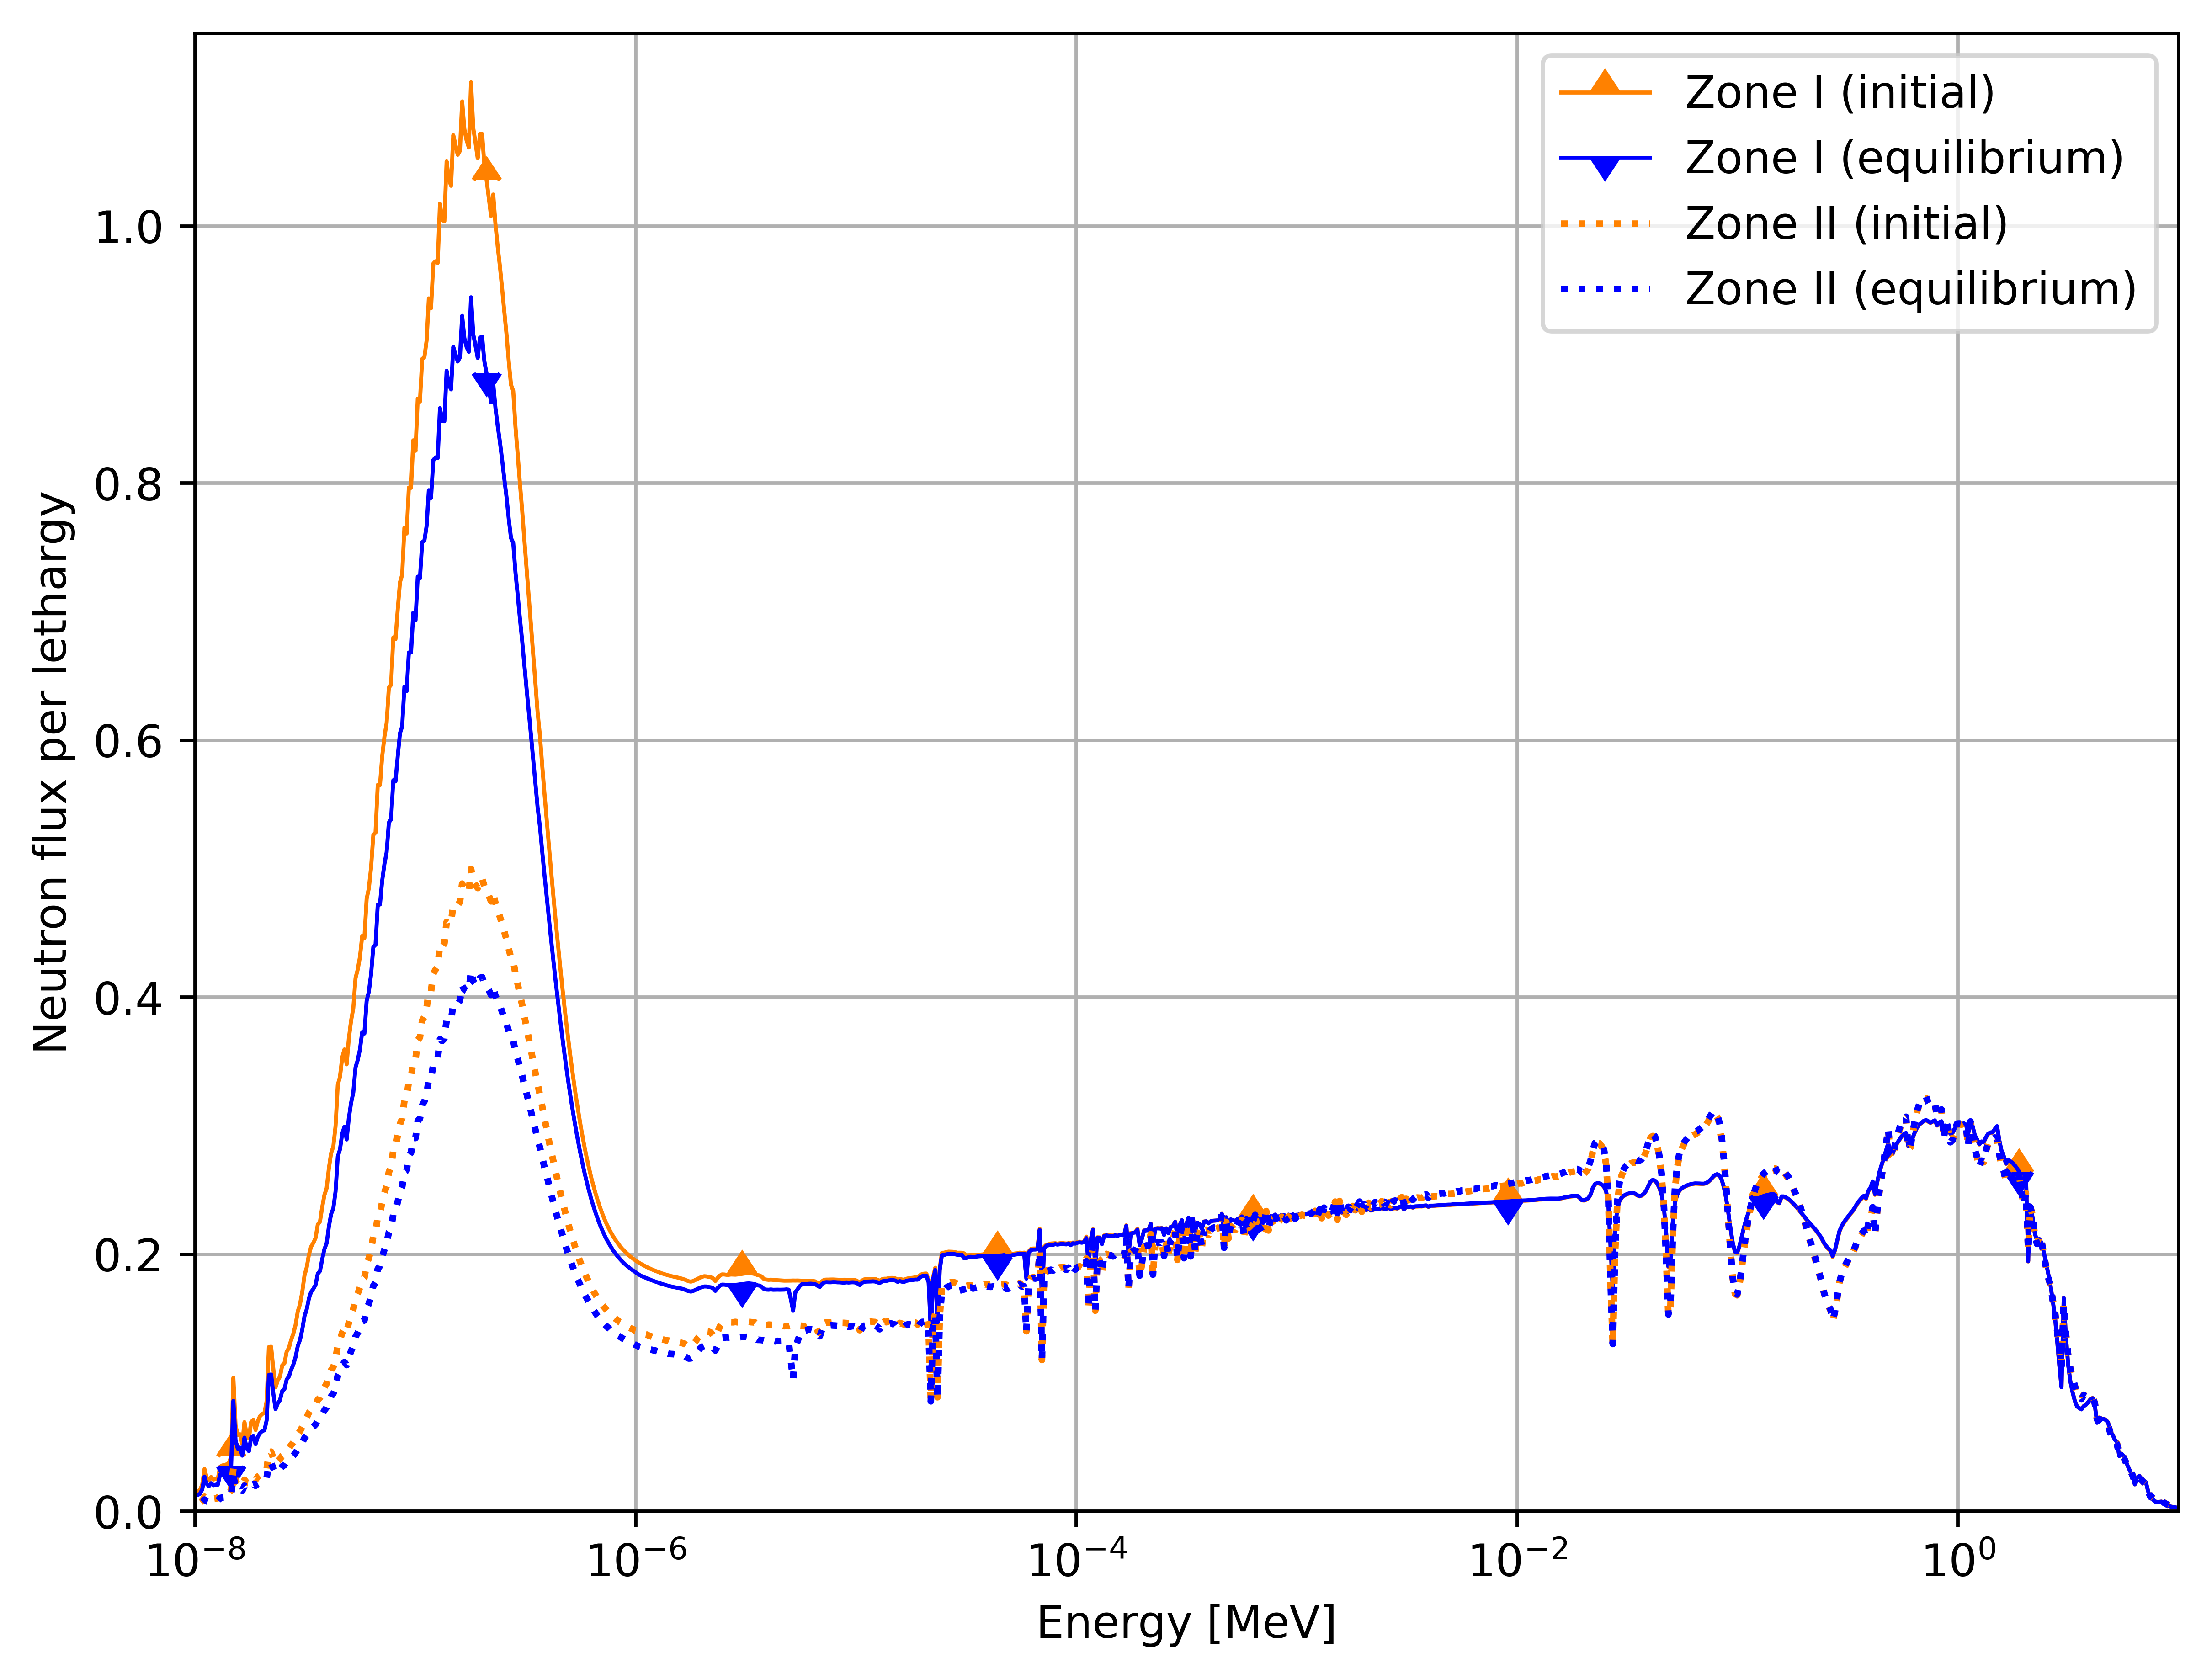 Zone I (initial)
Zone I (equilibrium)
Zone II (initial)
Zone II (equilibrium)
Neutron flux per lethargy
1.0
0.8
0.6
0.4
0.2
0.0
10⁻⁸ 10⁻⁶ 10⁻⁴ 10⁻² 10⁰
Energy [MeV]